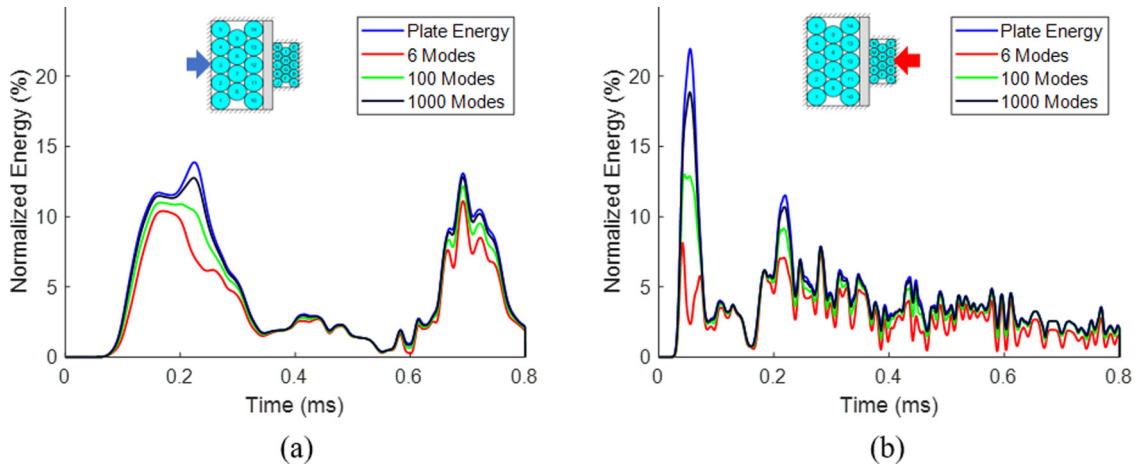 Plate Energy
6 Modes
100 Modes
1000 Modes
20
15
10
5
0
Normalized Energy (%)
0 0.2 0.4 0.6 0.8
Time (ms)
(a)
Plate Energy
6 Modes
100 Modes
1000 Modes
20
15
10
5
0
Normalized Energy (%)
0 0.2 0.4 0.6 0.8
Time (ms)
(b)